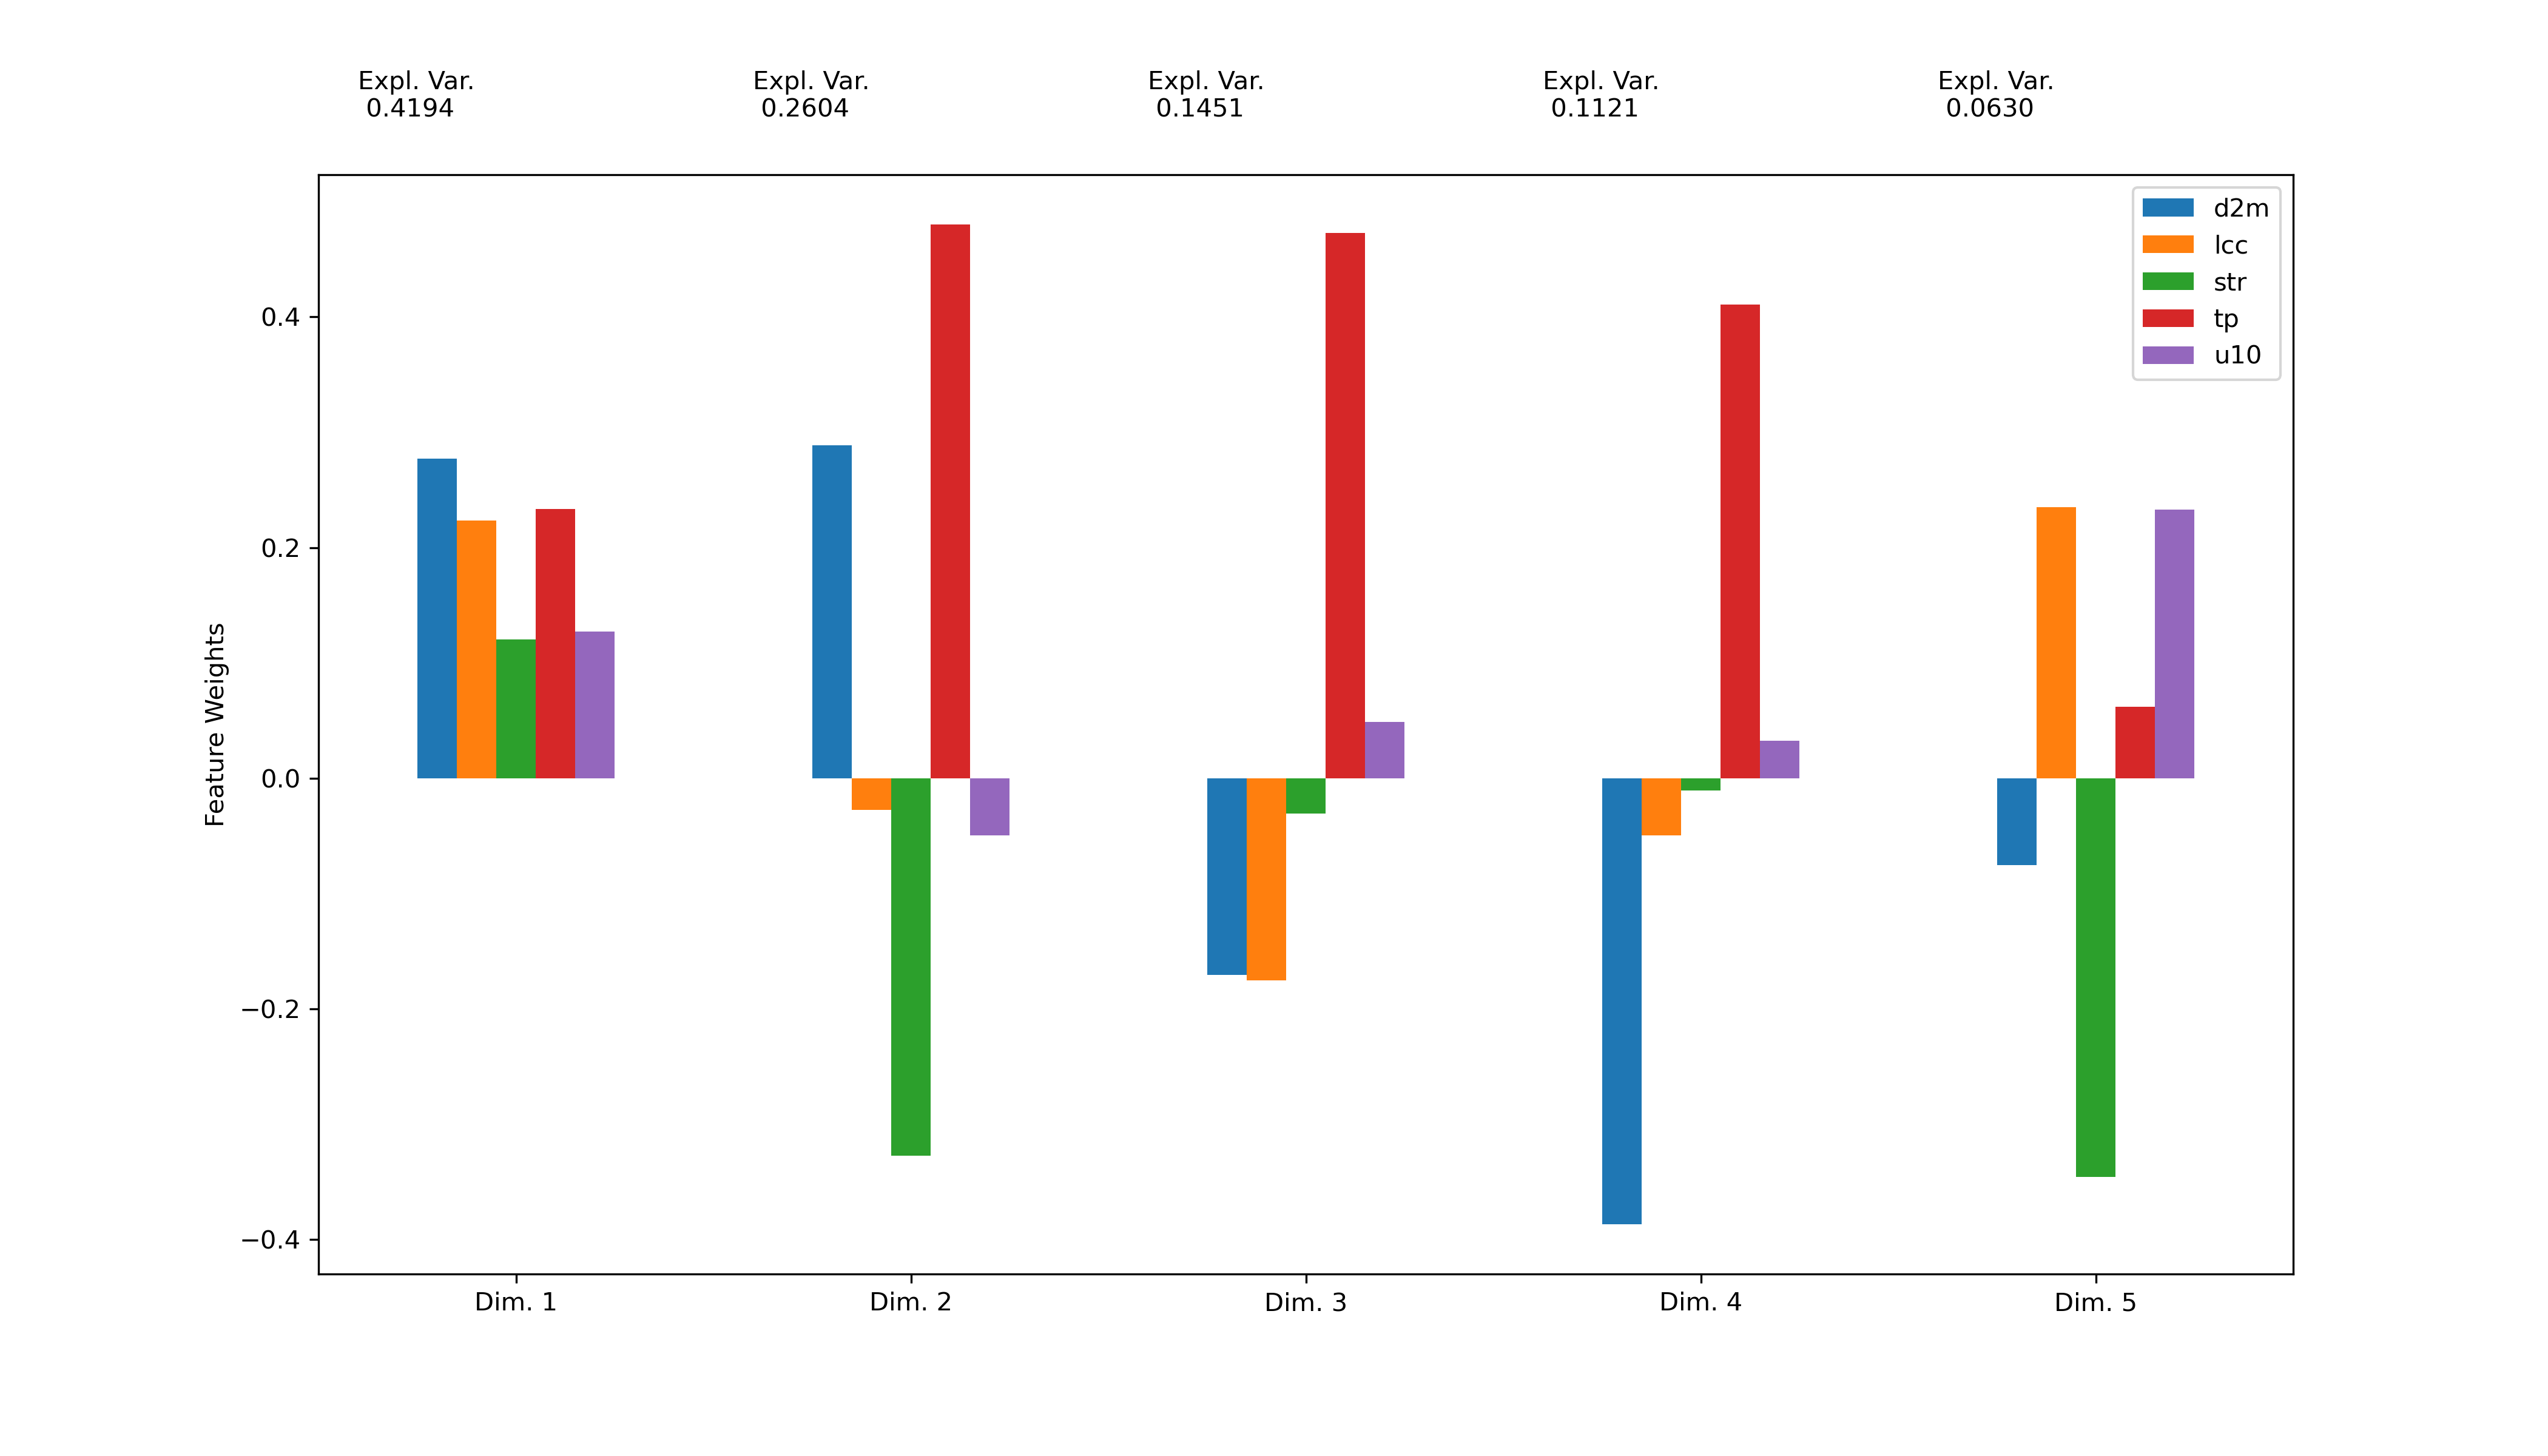 Expl. Var.
0.4194
Expl. Var.
0.2604
Expl. Var.
0.1451
Expl. Var.
0.1121
Expl. Var.
0.0630
d2m
lcc
str
tp
u10
Feature Weights
0.4
0.2
0.0
−0.2
−0.4
Dim. 1
Dim. 2
Dim. 3
Dim. 4
Dim. 5